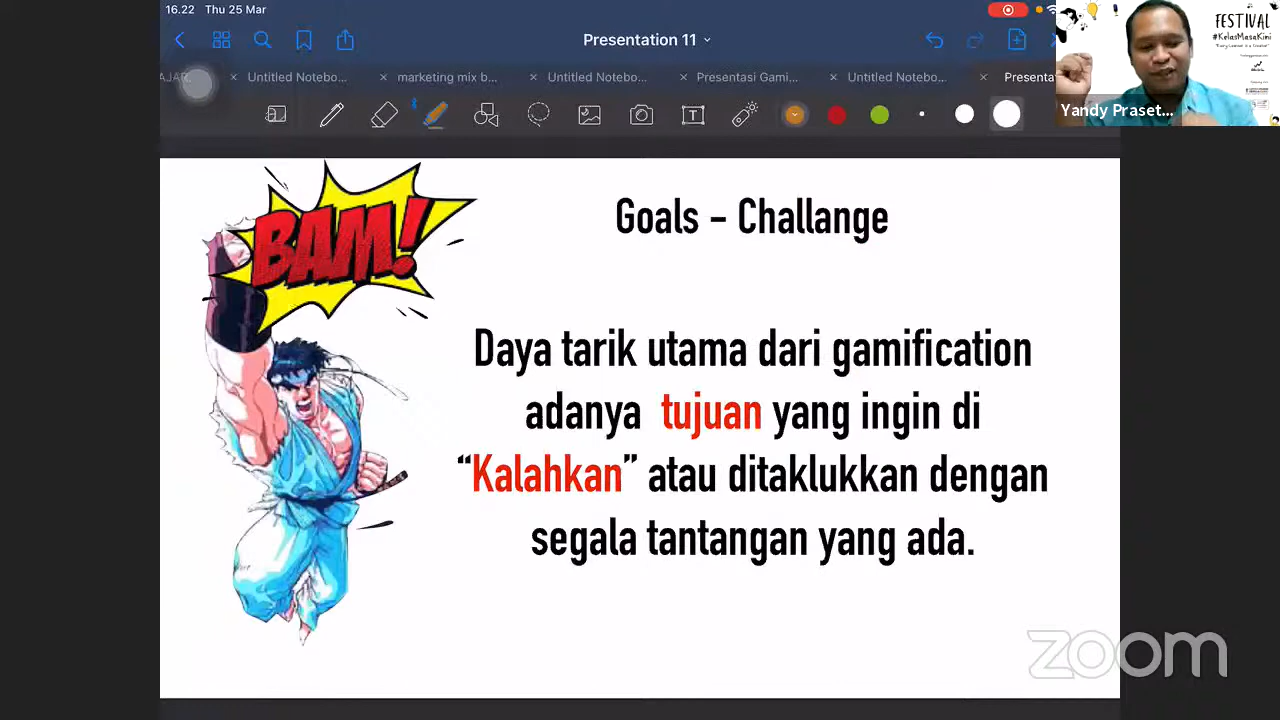 16.22 Thu 25 Mar
Presentation 11
AJAR,
Untitled Notebo...
marketing mix b...
Untitled Notebo...
Presentasi Gami...
Untitled Notebo...
Presenta
T
FESTIVAL
#KelasMasaKini
Yandy Praset...
BAM!
Goals - Challange
Daya tarik utama dari gamification
adanya tujuan yang ingin di
“Kalahkan” atau ditaklukkan dengan
segala tantangan yang ada.
zoom